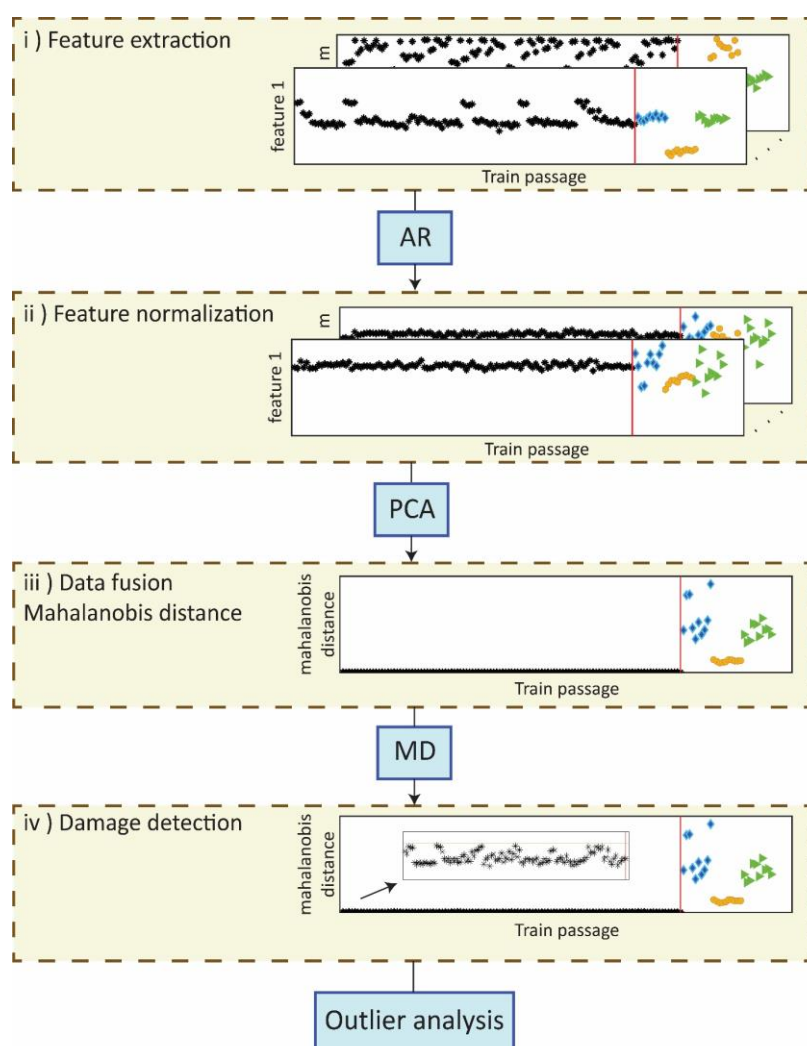 i ) Feature extraction
m
feature 1
Train passage
. . . .
AR
ii ) Feature normalization
m
feature 1
Train passage
. . . .
PCA
iii ) Data fusion
Mahalanobis distance
mahalanobis
distance
Train passage
MD
iv ) Damage detection
mahalanobis
distance
Train passage
Outlier analysis